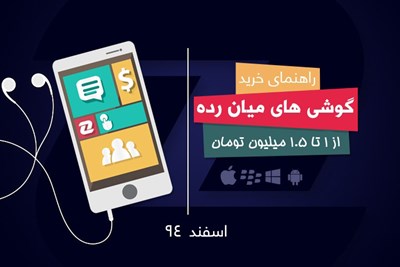 راهنمای خرید
گوشی های میان رده
از ۱ تا ۱.۵ میلیون تومان
اسفند ۹۴